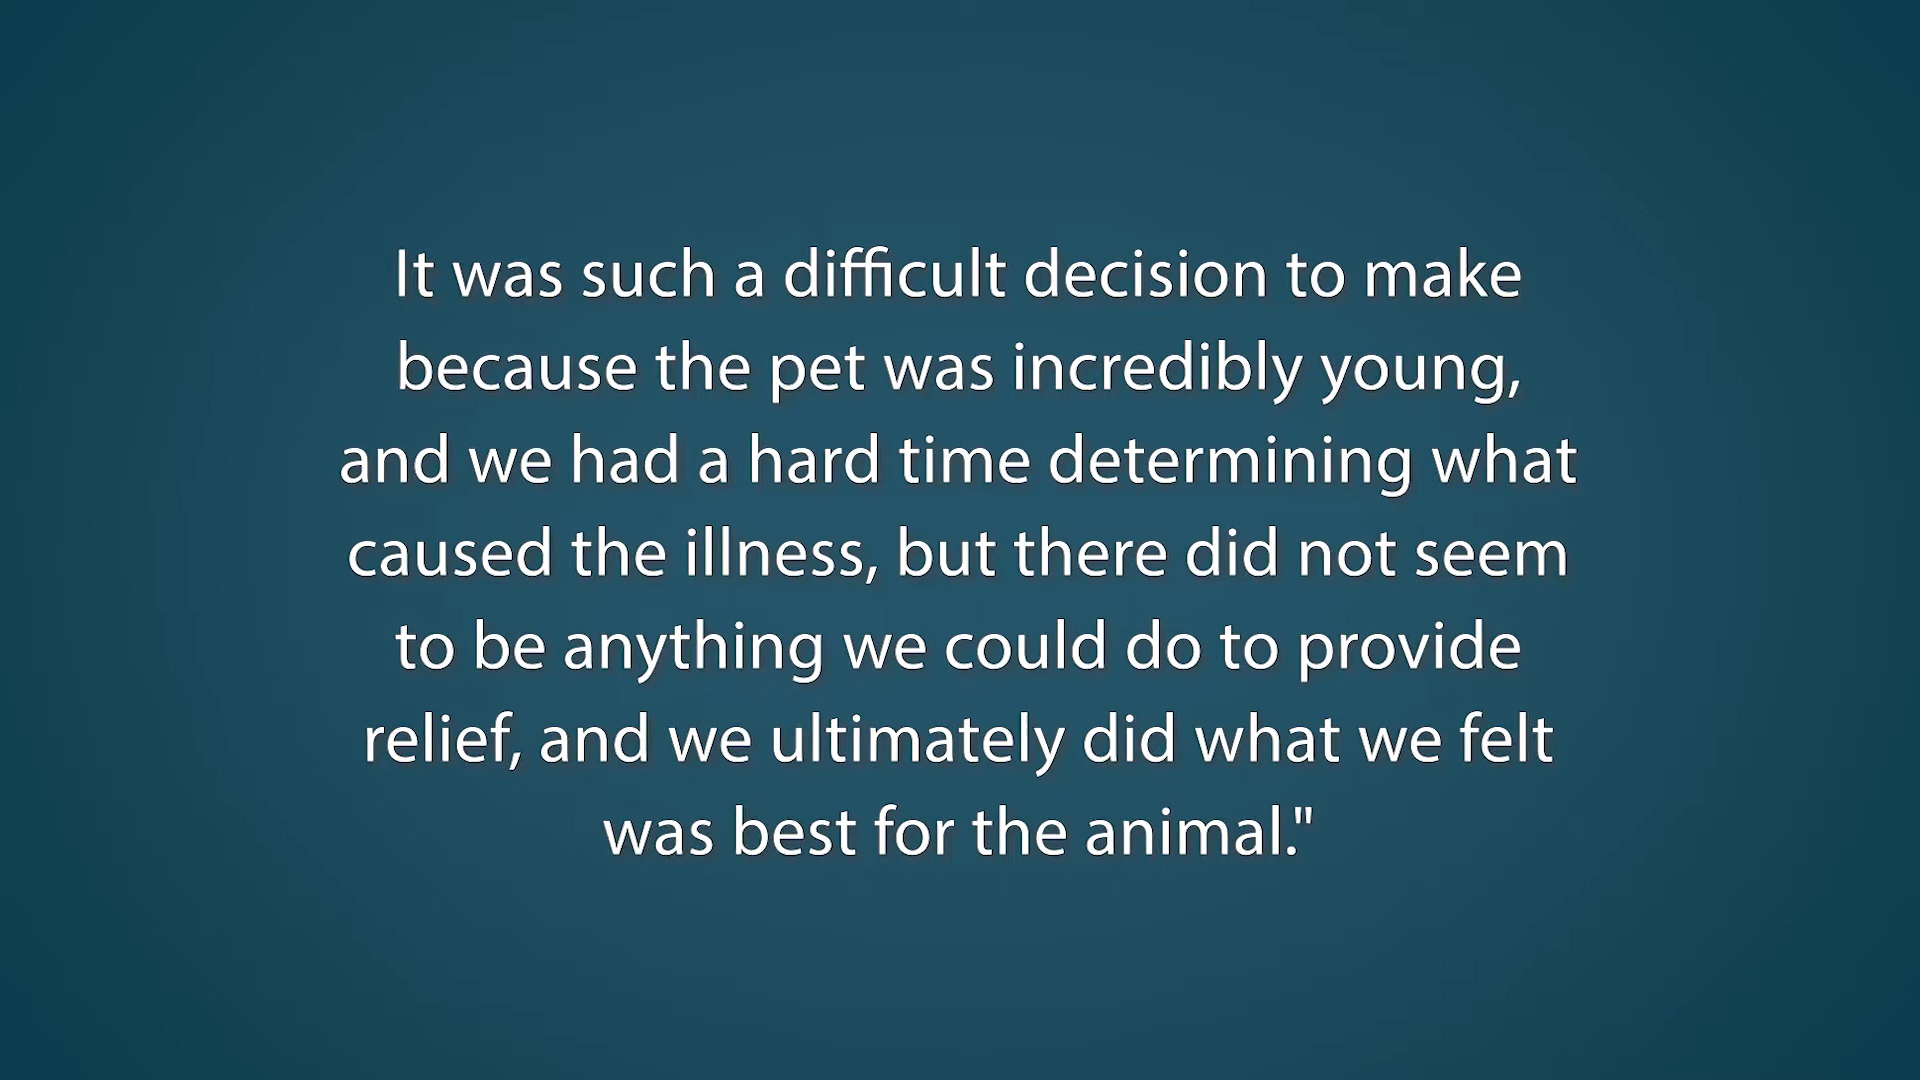 It was such a difficult decision to make
because the pet was incredibly young,
and we had a hard time determining what
caused the illness, but there did not seem
to be anything we could do to provide
relief, and we ultimately did what we felt
was best for the animal."